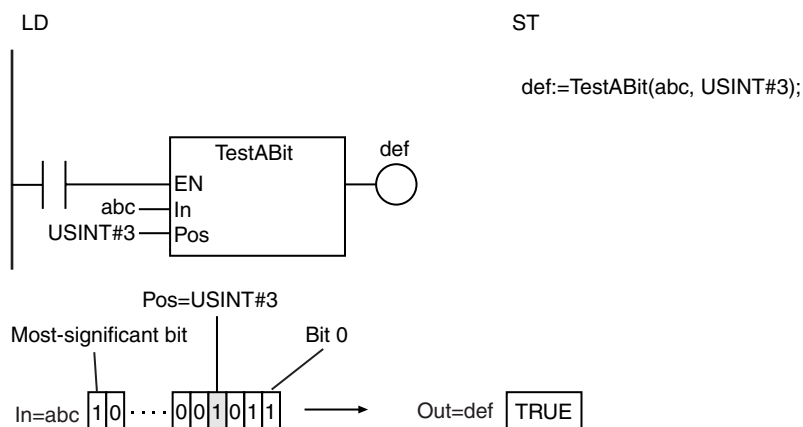 LD
ST
def:=TestABit(abc, USINT#3);
TestABit
def
EN
abc
In
USINT#3
Pos
Pos=USINT#3
Most-significant bit
Bit 0
In=abc 1 0 ···· 0 0 1 0 1 1
Out=def TRUE